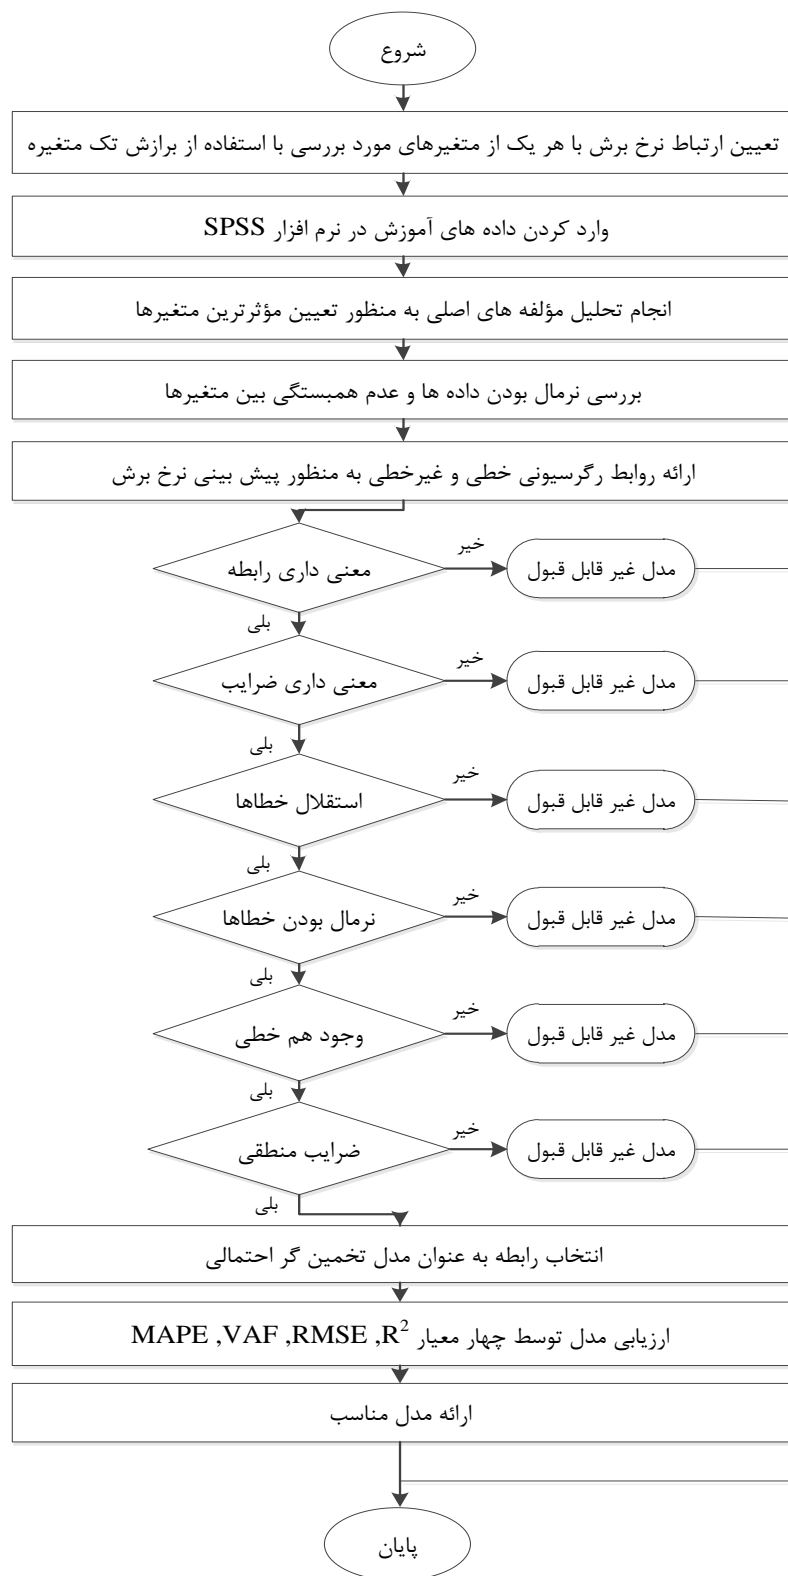 شروع
تعیین ارتباط نرخ برش با هر یک از متغیرهای مورد بررسی با استفاده از برازش تک متغیره
وارد کردن داده های آموزش در نرم افزار SPSS
انجام تحلیل مؤلفه های اصلی به منظور تعیین مؤثرترین متغیرها
بررسی نرمال بودن داده ها و عدم همبستگی بین متغیرها
ارائه روابط رگرسیونی خطی و غیرخطی به منظور پیش بینی نرخ برش
معنی داری رابطه
خیر
مدل غیر قابل قبول
بلی
معنی داری ضرایب
خیر
مدل غیر قابل قبول
بلی
استقلال خطاها
خیر
مدل غیر قابل قبول
بلی
نرمال بودن خطاها
خیر
مدل غیر قابل قبول
بلی
وجود هم خطی
خیر
مدل غیر قابل قبول
بلی
ضرایب منطقی
خیر
مدل غیر قابل قبول
بلی
انتخاب رابطه به عنوان مدل تخمین گر احتمالی
ارزیابی مدل توسط چهار معیار R², RMSE, VAF, MAPE
ارائه مدل مناسب
پایان